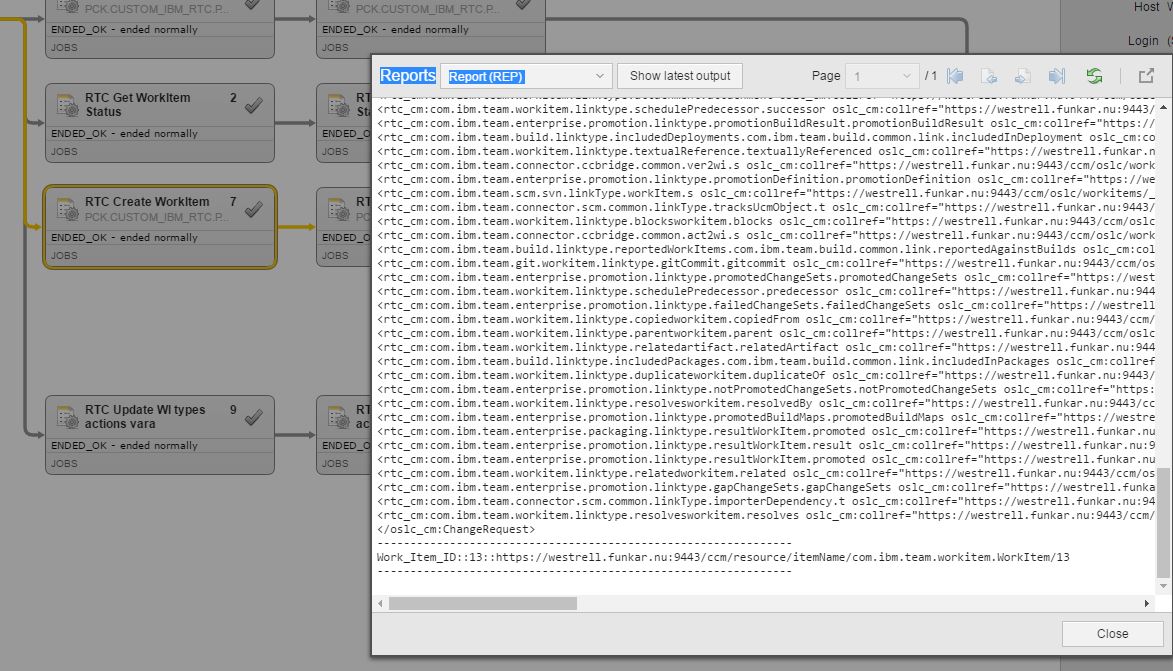 PCK.CUSTOM_IBM_RTC.P...
ENDED_OK - ended normally
JOBS
PCK.CUSTOM_IBM_RTC.P...
ENDED_OK - ended normally
Host
Login
RTC Get WorkItem Status
2
ENDED_OK - ended normally
JOBS
RTC
Sta
ENDED_O
JOBS
RTC Create WorkItem
7
PCK.CUSTOM_IBM_RTC.P...
ENDED_OK - ended normally
JOBS
RT
PCK
ENDED_O
JOBS
RTC Update WI types actions vara
9
ENDED_OK - ended normally
JOBS
RT
ac
ENDED_O
JOBS
Reports
Report (REP)
Show latest output
Page
1
/ 1
<rtc_cm:com.ibm.team.workitem.linktype.schedulePredecessor.successor oslc_cm:collref="https://westrell.funkar.nu:9443/
<rtc_cm:com.ibm.team.enterprise.promotion.linktype.promotionBuildResult.promotionBuildResult oslc_cm:collref="https://
<rtc_cm:com.ibm.team.build.linktype.includedDeployments.com.ibm.team.build.common.link.includedInDeployment oslc_cm:co
<rtc_cm:com.ibm.team.workitem.linktype.textualReference.textuallyReferenced oslc_cm:collref="https://westrell.funkar.n
<rtc_cm:com.ibm.team.connector.ccbridge.common.ver2wi.s oslc_cm:collref="https://westrell.funkar.nu:9443/ccm/oslc/work
<rtc_cm:com.ibm.team.enterprise.promotion.linktype.promotionDefinition.promotionDefinition oslc_cm:collref="https://we
<rtc_cm:com.ibm.team.scm.svn.linkType.workItem.s oslc_cm:collref="https://westrell.funkar.nu:9443/ccm/oslc/workitems/_
<rtc_cm:com.ibm.team.connector.scm.common.linkType.tracksUcmObject.t oslc_cm:collref="https://westrell.funkar.nu:9443/
<rtc_cm:com.ibm.team.workitem.linktype.blocksworkitem.blocks oslc_cm:collref="https://westrell.funkar.nu:9443/ccm/oslc
<rtc_cm:com.ibm.team.connector.ccbridge.common.act2wi.s oslc_cm:collref="https://westrell.funkar.nu:9443/ccm/oslc/work
<rtc_cm:com.ibm.team.build.linktype.reportedWorkItems.com.ibm.team.build.common.link.reportedAgainstBuilds oslc_cm:col
<rtc_cm:com.ibm.team.git.workitem.linktype.gitCommit.gitcommit oslc_cm:collref="https://westrell.funkar.nu:9443/ccm/os
<rtc_cm:com.ibm.team.enterprise.promotion.linktype.promotedChangeSets.promotedChangeSets oslc_cm:collref="https://west
<rtc_cm:com.ibm.team.workitem.linktype.schedulePredecessor.predecessor oslc_cm:collref="https://westrell.funkar.nu:944
<rtc_cm:com.ibm.team.enterprise.promotion.linktype.failedChangeSets.failedChangeSets oslc_cm:collref="https://westrell
<rtc_cm:com.ibm.team.workitem.linktype.copiedworkitem.copiedFrom oslc_cm:collref="https://westrell.funkar.nu:9443/ccm/
<rtc_cm:com.ibm.team.workitem.linktype.parentworkitem.parent oslc_cm:collref="https://westrell.funkar.nu:9443/ccm/oslc
<rtc_cm:com.ibm.team.workitem.linktype.relatedartifact.relatedArtifact oslc_cm:collref="https://westrell.funkar.nu:944
<rtc_cm:com.ibm.team.build.linktype.includedPackages.com.ibm.team.build.common.link.includedInPackages oslc_cm:collref
<rtc_cm:com.ibm.team.workitem.linktype.duplicateworkitem.duplicateOf oslc_cm:collref="https://westrell.funkar.nu:9443/
<rtc_cm:com.ibm.team.enterprise.promotion.linktype.notPromotedChangeSets.notPromotedChangeSets oslc_cm:collref="https:
<rtc_cm:com.ibm.team.workitem.linktype.resolvesworkitem.resolvedBy oslc_cm:collref="https://westrell.funkar.nu:9443/cc
<rtc_cm:com.ibm.team.enterprise.promotion.linktype.promotedBuildMaps.promotedBuildMaps oslc_cm:collref="https://westre
<rtc_cm:com.ibm.team.enterprise.packaging.linktype.resultWorkItem.promoted oslc_cm:collref="https://westrell.funkar.nu
<rtc_cm:com.ibm.team.enterprise.promotion.linktype.resultWorkItem.result oslc_cm:collref="https://westrell.funkar.nu:9
<rtc_cm:com.ibm.team.enterprise.promotion.linktype.resultWorkItem.promoted oslc_cm:collref="https://westrell.funkar.nu
<rtc_cm:com.ibm.team.workitem.linktype.relatedworkitem.related oslc_cm:collref="https://westrell.funkar.nu:9443/ccm/os
<rtc_cm:com.ibm.team.enterprise.promotion.linktype.gapChangeSets.gapChangeSets oslc_cm:collref="https://westrell.funka
<rtc_cm:com.ibm.team.connector.scm.common.linkType.importerDependency.t oslc_cm:collref="https://westrell.funkar.nu:94
<rtc_cm:com.ibm.team.workitem.linktype.resolvesworkitem.resolves oslc_cm:collref="https://westrell.funkar.nu:9443/ccm/
</oslc_cm:ChangeRequest>
---------------------------------------------------------------
Work_Item_ID::13::https://westrell.funkar.nu:9443/ccm/resource/itemName/com.ibm.team.workitem.WorkItem/13
---------------------------------------------------------------
Close